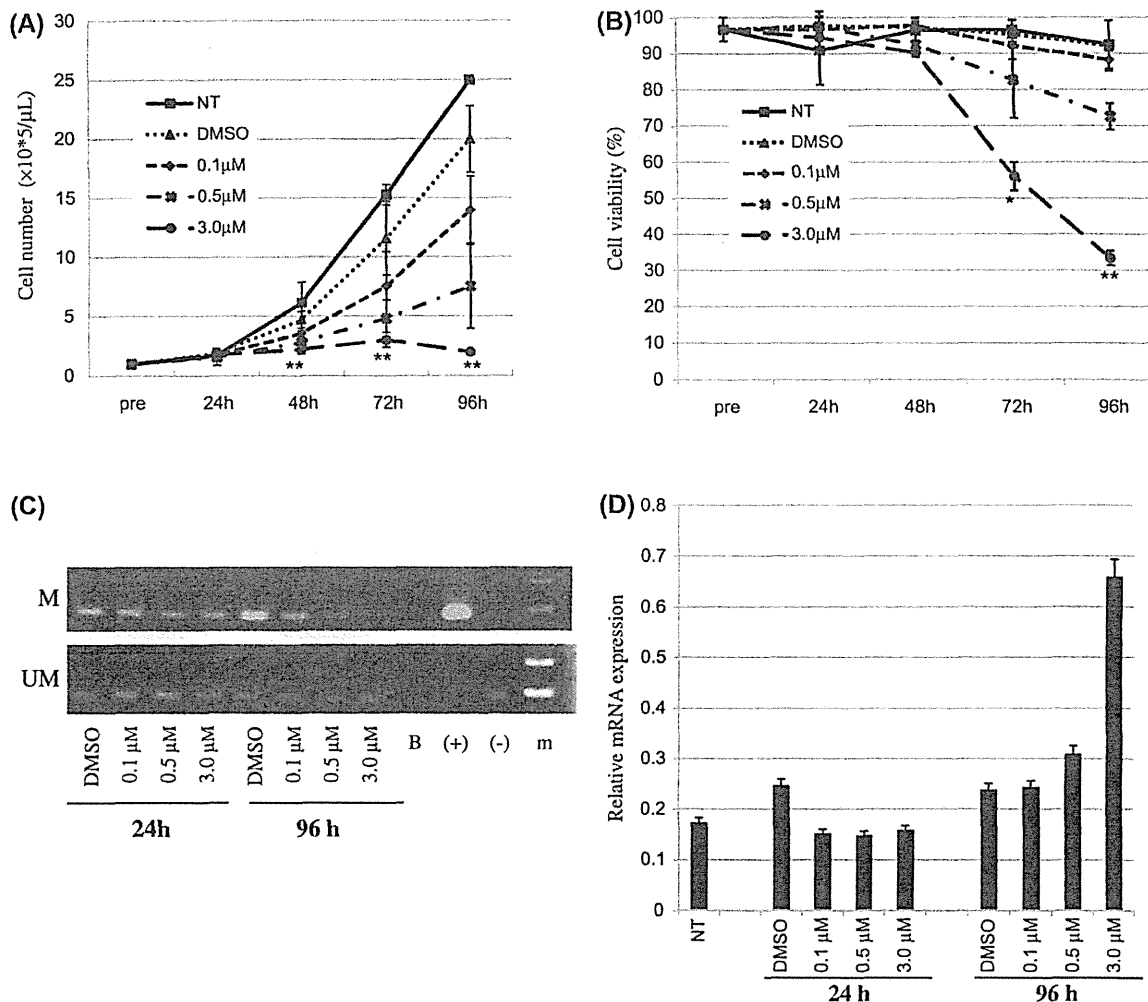 (A)
30
25
20
15
10
5
0
Cell number (×10*5/μL)
NT
DMSO
0.1μM
0.5μM
3.0μM
**
**
**
pre
24h
48h
72h
96h
(B)
100
90
80
70
60
50
40
30
20
10
0
Cell viability (%)
NT
DMSO
0.1μM
0.5μM
3.0μM
*
**
pre
24h
48h
72h
96h
(C)
M
UM
DMSO
0.1 μM
0.5 μM
3.0 μM
DMSO
0.1 μM
0.5 μM
3.0 μM
B
(+)
(-)
m
24h
96 h
(D)
0.8
0.7
0.6
0.5
0.4
0.3
0.2
0.1
0
Relative mRNA expression
NT
DMSO
0.1 μM
0.5 μM
3.0 μM
DMSO
0.1 μM
0.5 μM
3.0 μM
24 h
96 h